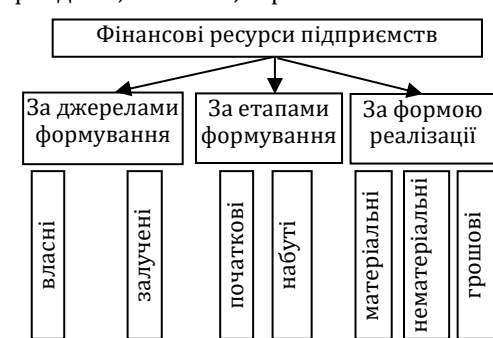 Фінансові ресурси підприємств
За джерелами
формування
За етапами
формування
За формою
реалізації
власні
залучені
початкові
набуті
матеріальні
нематеріальні
грошові